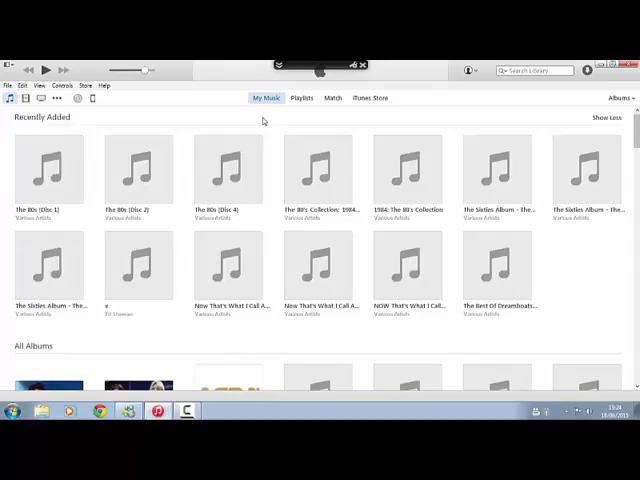 Search Library
File Edit View Controls Store Help
My Music Playlists Match iTunes Store Albums
Recently Added Show Less
The 80s [Disc 1] The 80s [Disc 2] The 80s [Disc 4] The 80's Collection: 1984... 1984: The 80's Collection The Sixties Album - The... The Sixties Album - The...
Various Artists Various Artists Various Artists Various Artists Various Artists Various Artists Various Artists
The Sixties Album - The... x Now That's What I Call A... Now That's What I Call... NOW That's What I Call... The Best Of Dreamboats...
Various Artists Ed Sheeran Various Artists Various Artists Various Artists Various Artists
All Albums
19:24